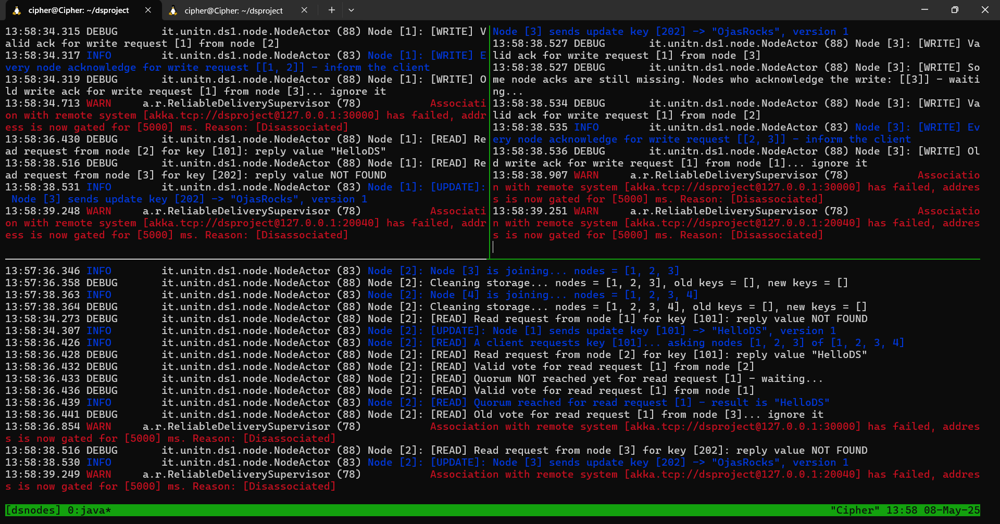 cipher@Cipher: ~/dsproject
cipher@Cipher: ~/dsproject
13:58:34.315 DEBUG       it.unitn.ds1.node.NodeActor (88) Node [1]: [WRITE] V
alid ack for write request [1] from node [2]
13:58:34.317 INFO        it.unitn.ds1.node.NodeActor (83) Node [1]: [WRITE] E
very node acknowledge for write request [[1, 2]] - inform the client
13:58:34.319 DEBUG       it.unitn.ds1.node.NodeActor (88) Node [1]: [WRITE] O
ld write ack for write request [1] from node [3]... ignore it
13:58:34.713 WARN     a.r.ReliableDeliverySupervisor (78)           Associati
on with remote system [akka.tcp://dsproject@127.0.0.1:30000] has failed, addr
ess is now gated for [5000] ms. Reason: [Disassociated]
13:58:36.430 DEBUG       it.unitn.ds1.node.NodeActor (88) Node [1]: [READ] Re
ad request from node [2] for key [101]: reply value "HelloDS"
13:58:38.516 DEBUG       it.unitn.ds1.node.NodeActor (88) Node [1]: [READ] Re
ad request from node [3] for key [202]: reply value NOT FOUND
13:58:38.531 INFO        it.unitn.ds1.node.NodeActor (83) Node [1]: [UPDATE]:
 Node [3] sends update key [202] -> "OjasRocks", version 1
13:58:39.248 WARN     a.r.ReliableDeliverySupervisor (78)           Associati
on with remote system [akka.tcp://dsproject@127.0.0.1:20040] has failed, addr
ess is now gated for [5000] ms. Reason: [Disassociated]
Node [3] sends update key [202] -> "OjasRocks", version 1
13:58:38.527 DEBUG       it.unitn.ds1.node.NodeActor (88) Node [3]: [WRITE] Va
lid ack for write request [1] from node [3]
13:58:38.527 DEBUG       it.unitn.ds1.node.NodeActor (88) Node [3]: [WRITE] So
me node acks are still missing. Nodes who acknowledge the write: [[3]] - waiti
ng...
13:58:38.534 DEBUG       it.unitn.ds1.node.NodeActor (88) Node [3]: [WRITE] Va
lid ack for write request [1] from node [2]
13:58:38.535 INFO        it.unitn.ds1.node.NodeActor (83) Node [3]: [WRITE] Ev
ery node acknowledge for write request [[2, 3]] - inform the client
13:58:38.536 DEBUG       it.unitn.ds1.node.NodeActor (88) Node [3]: [WRITE] Ol
d write ack for write request [1] from node [1]... ignore it
13:58:38.907 WARN     a.r.ReliableDeliverySupervisor (78)           Associatio
n with remote system [akka.tcp://dsproject@127.0.0.1:30000] has failed, addres
s is now gated for [5000] ms. Reason: [Disassociated]
13:58:39.251 WARN     a.r.ReliableDeliverySupervisor (78)           Associatio
n with remote system [akka.tcp://dsproject@127.0.0.1:20040] has failed, addres
s is now gated for [5000] ms. Reason: [Disassociated]
13:57:36.346 INFO        it.unitn.ds1.node.NodeActor (83) Node [2]: Node [3] is joining... nodes = [1, 2, 3]
13:57:36.358 DEBUG       it.unitn.ds1.node.NodeActor (88) Node [2]: Cleaning storage... nodes = [1, 2, 3], old keys = [], new keys = []
13:57:38.363 INFO        it.unitn.ds1.node.NodeActor (83) Node [2]: Node [4] is joining... nodes = [1, 2, 3, 4]
13:57:38.364 DEBUG       it.unitn.ds1.node.NodeActor (88) Node [2]: Cleaning storage... nodes = [1, 2, 3, 4], old keys = [], new keys = []
13:58:34.273 DEBUG       it.unitn.ds1.node.NodeActor (88) Node [2]: [READ] Read request from node [1] for key [101]: reply value NOT FOUND
13:58:34.307 INFO        it.unitn.ds1.node.NodeActor (83) Node [2]: [UPDATE]: Node [1] sends update key [101] -> "HelloDS", version 1
13:58:36.426 INFO        it.unitn.ds1.node.NodeActor (83) Node [2]: [READ] A client requests key [101]... asking nodes [1, 2, 3] of [1, 2, 3, 4]
13:58:36.428 DEBUG       it.unitn.ds1.node.NodeActor (88) Node [2]: [READ] Read request from node [2] for key [101]: reply value "HelloDS"
13:58:36.432 DEBUG       it.unitn.ds1.node.NodeActor (88) Node [2]: [READ] Valid vote for read request [1] from node [2]
13:58:36.433 DEBUG       it.unitn.ds1.node.NodeActor (88) Node [2]: [READ] Quorum NOT reached yet for read request [1] - waiting...
13:58:36.436 DEBUG       it.unitn.ds1.node.NodeActor (88) Node [2]: [READ] Valid vote for read request [1] from node [1]
13:58:36.439 INFO        it.unitn.ds1.node.NodeActor (83) Node [2]: [READ] Quorum reached for read request [1] - result is "HelloDS"
13:58:36.441 DEBUG       it.unitn.ds1.node.NodeActor (88) Node [2]: [READ] Old vote for read request [1] from node [3]... ignore it
13:58:36.854 WARN     a.r.ReliableDeliverySupervisor (78)           Association with remote system [akka.tcp://dsproject@127.0.0.1:30000] has failed, addres
s is now gated for [5000] ms. Reason: [Disassociated]
13:58:38.516 DEBUG       it.unitn.ds1.node.NodeActor (88) Node [2]: [READ] Read request from node [3] for key [202]: reply value NOT FOUND
13:58:38.530 INFO        it.unitn.ds1.node.NodeActor (83) Node [2]: [UPDATE]: Node [3] sends update key [202] -> "OjasRocks", version 1
13:58:39.249 WARN     a.r.ReliableDeliverySupervisor (78)           Association with remote system [akka.tcp://dsproject@127.0.0.1:20040] has failed, addres
s is now gated for [5000] ms. Reason: [Disassociated]
[dsnodes] 0:java*
"Cipher" 13:58 08-May-25